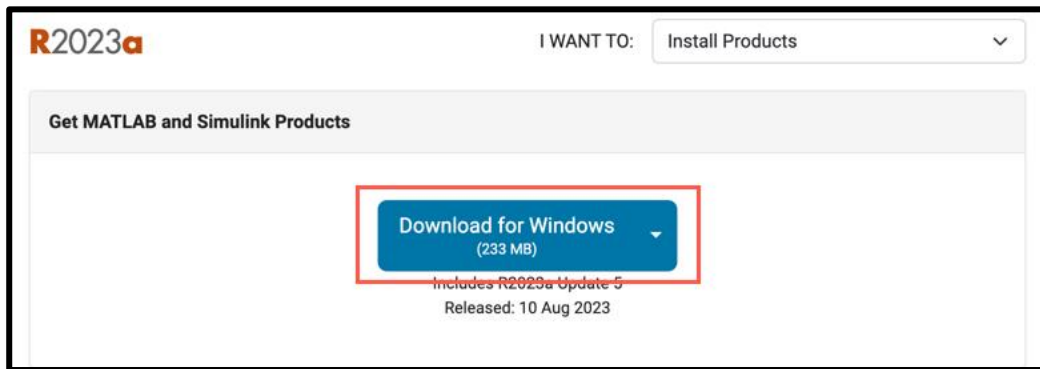 R2023a
I WANT TO: Install Products
Get MATLAB and Simulink Products
Download for Windows
(233 MB)
Includes R2023a Update 5
Released: 10 Aug 2023